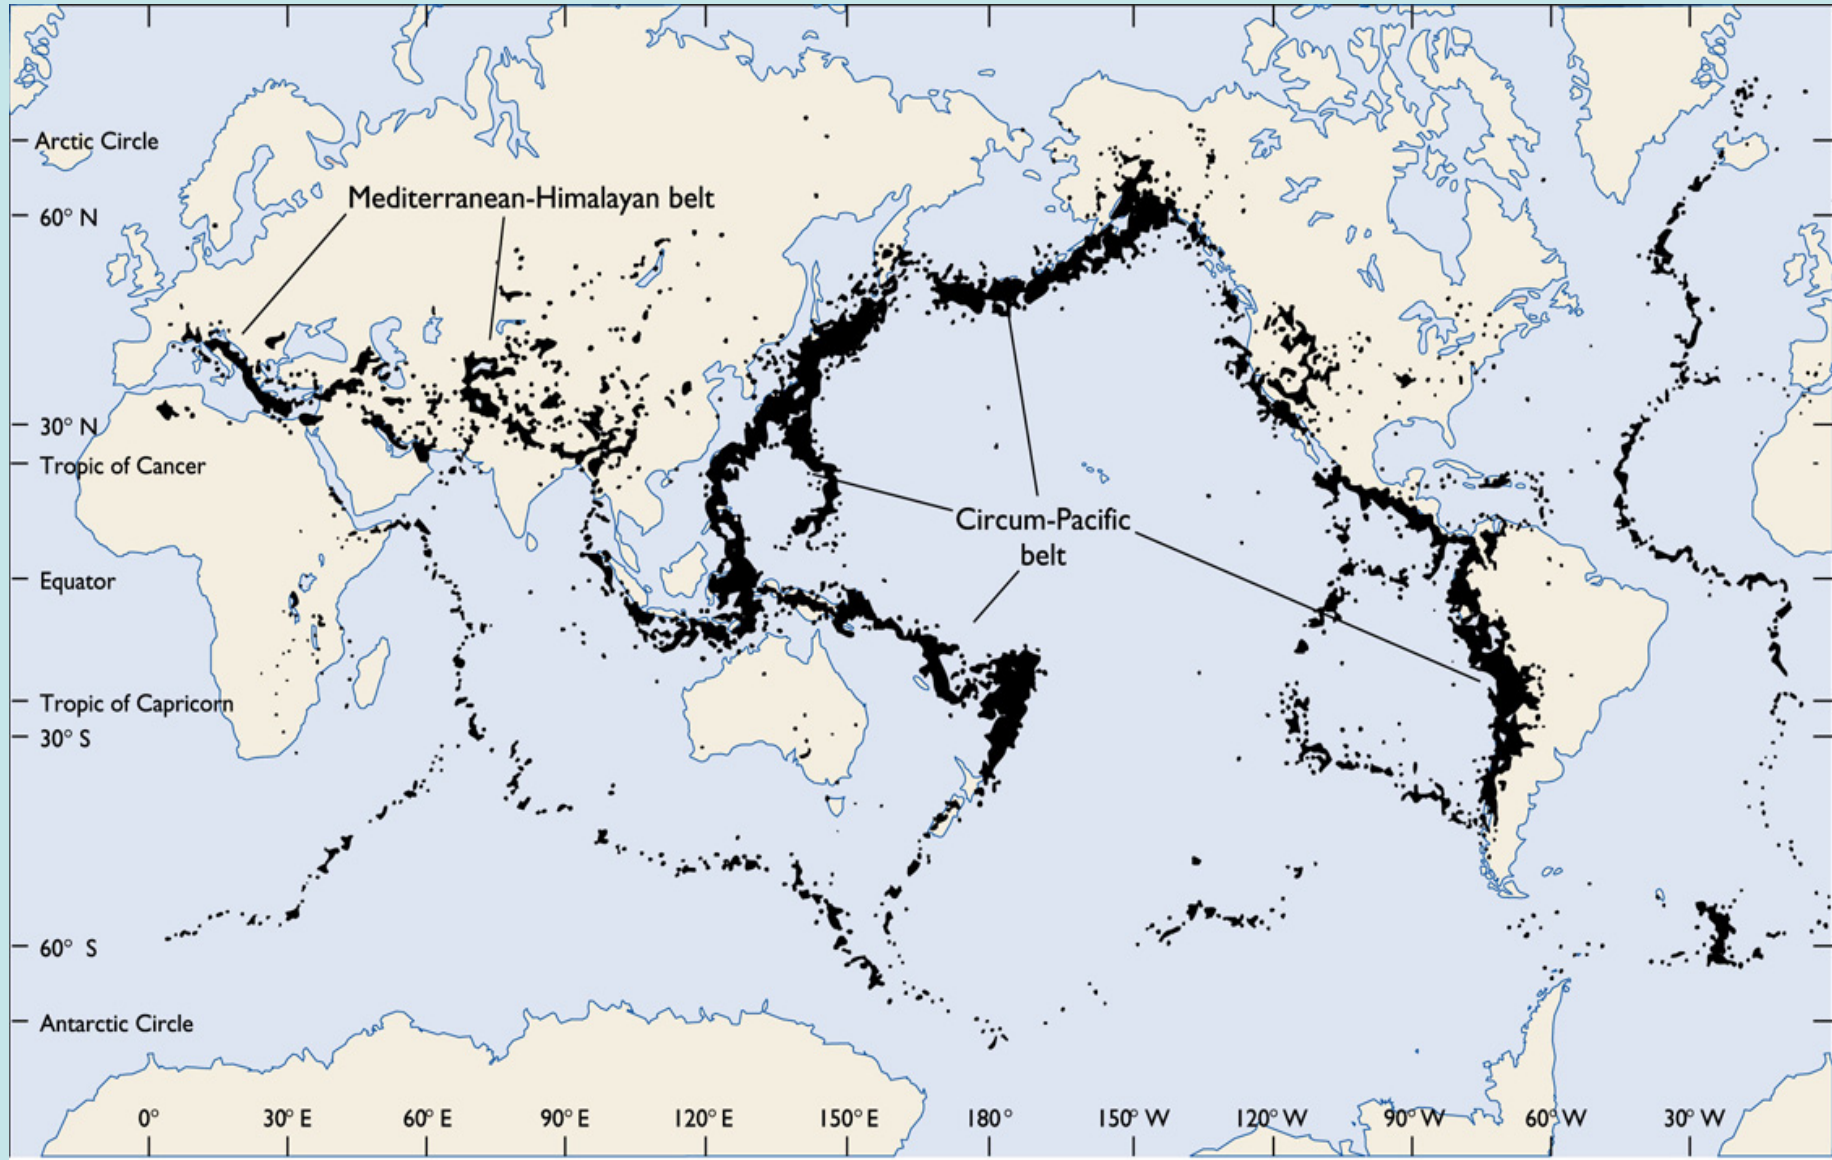 Arctic Circle
Mediterranean-Himalayan belt
60° N
30° N
Tropic of Cancer
Circum-Pacific
belt
Equator
Tropic of Capricorn
30° S
60° S
Antarctic Circle
0° 30° E 60° E 90° E 120° E 150° E 180° 150° W 120° W 90° W 60° W 30° W